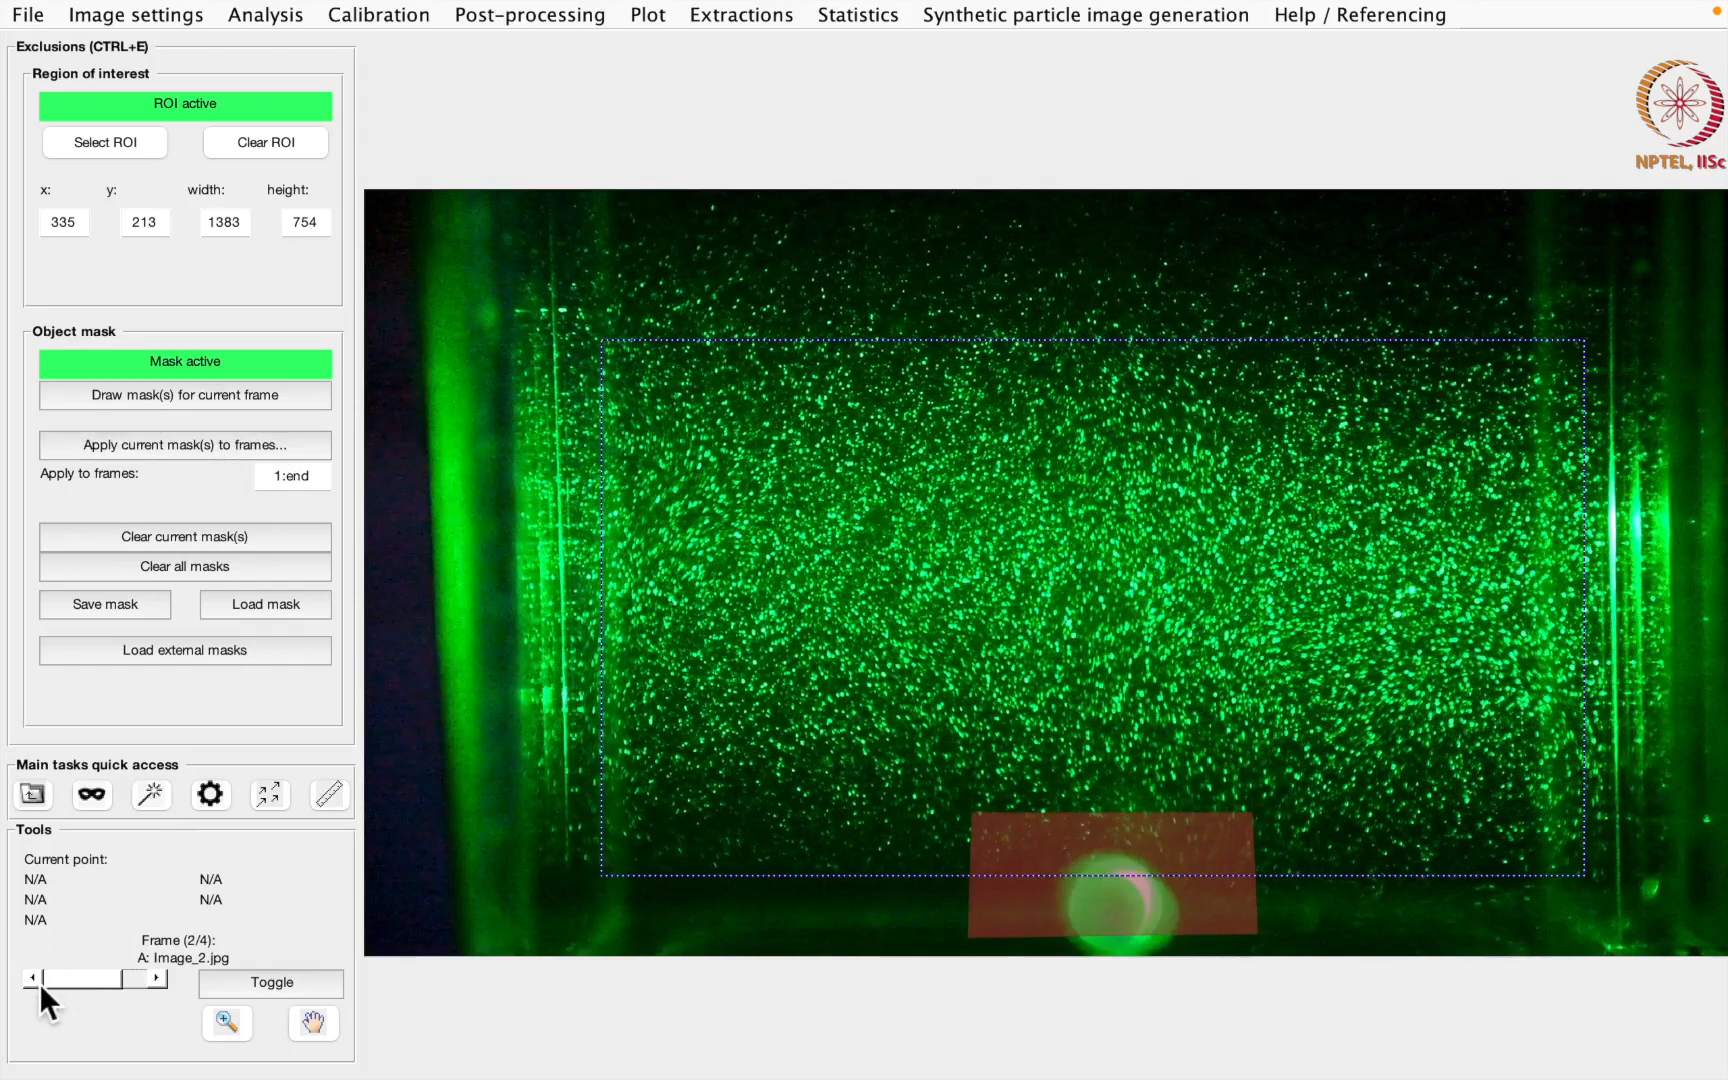 File Image settings Analysis Calibration Post-processing Plot Extractions Statistics Synthetic particle image generation Help / Referencing
Exclusions (CTRL+E)
Region of interest
ROI active
Select ROI Clear ROI
x: y: width: height:
335 213 1383 754
Object mask
Mask active
Draw mask(s) for current frame
Apply current mask(s) to frames...
Apply to frames: 1:end
Clear current mask(s)
Clear all masks
Save mask Load mask
Load external masks
Main tasks quick access
Tools
Current point:
N/A N/A
N/A N/A
N/A
Frame (2/4):
A: Image_2.jpg
Toggle
NPTEL, IISc